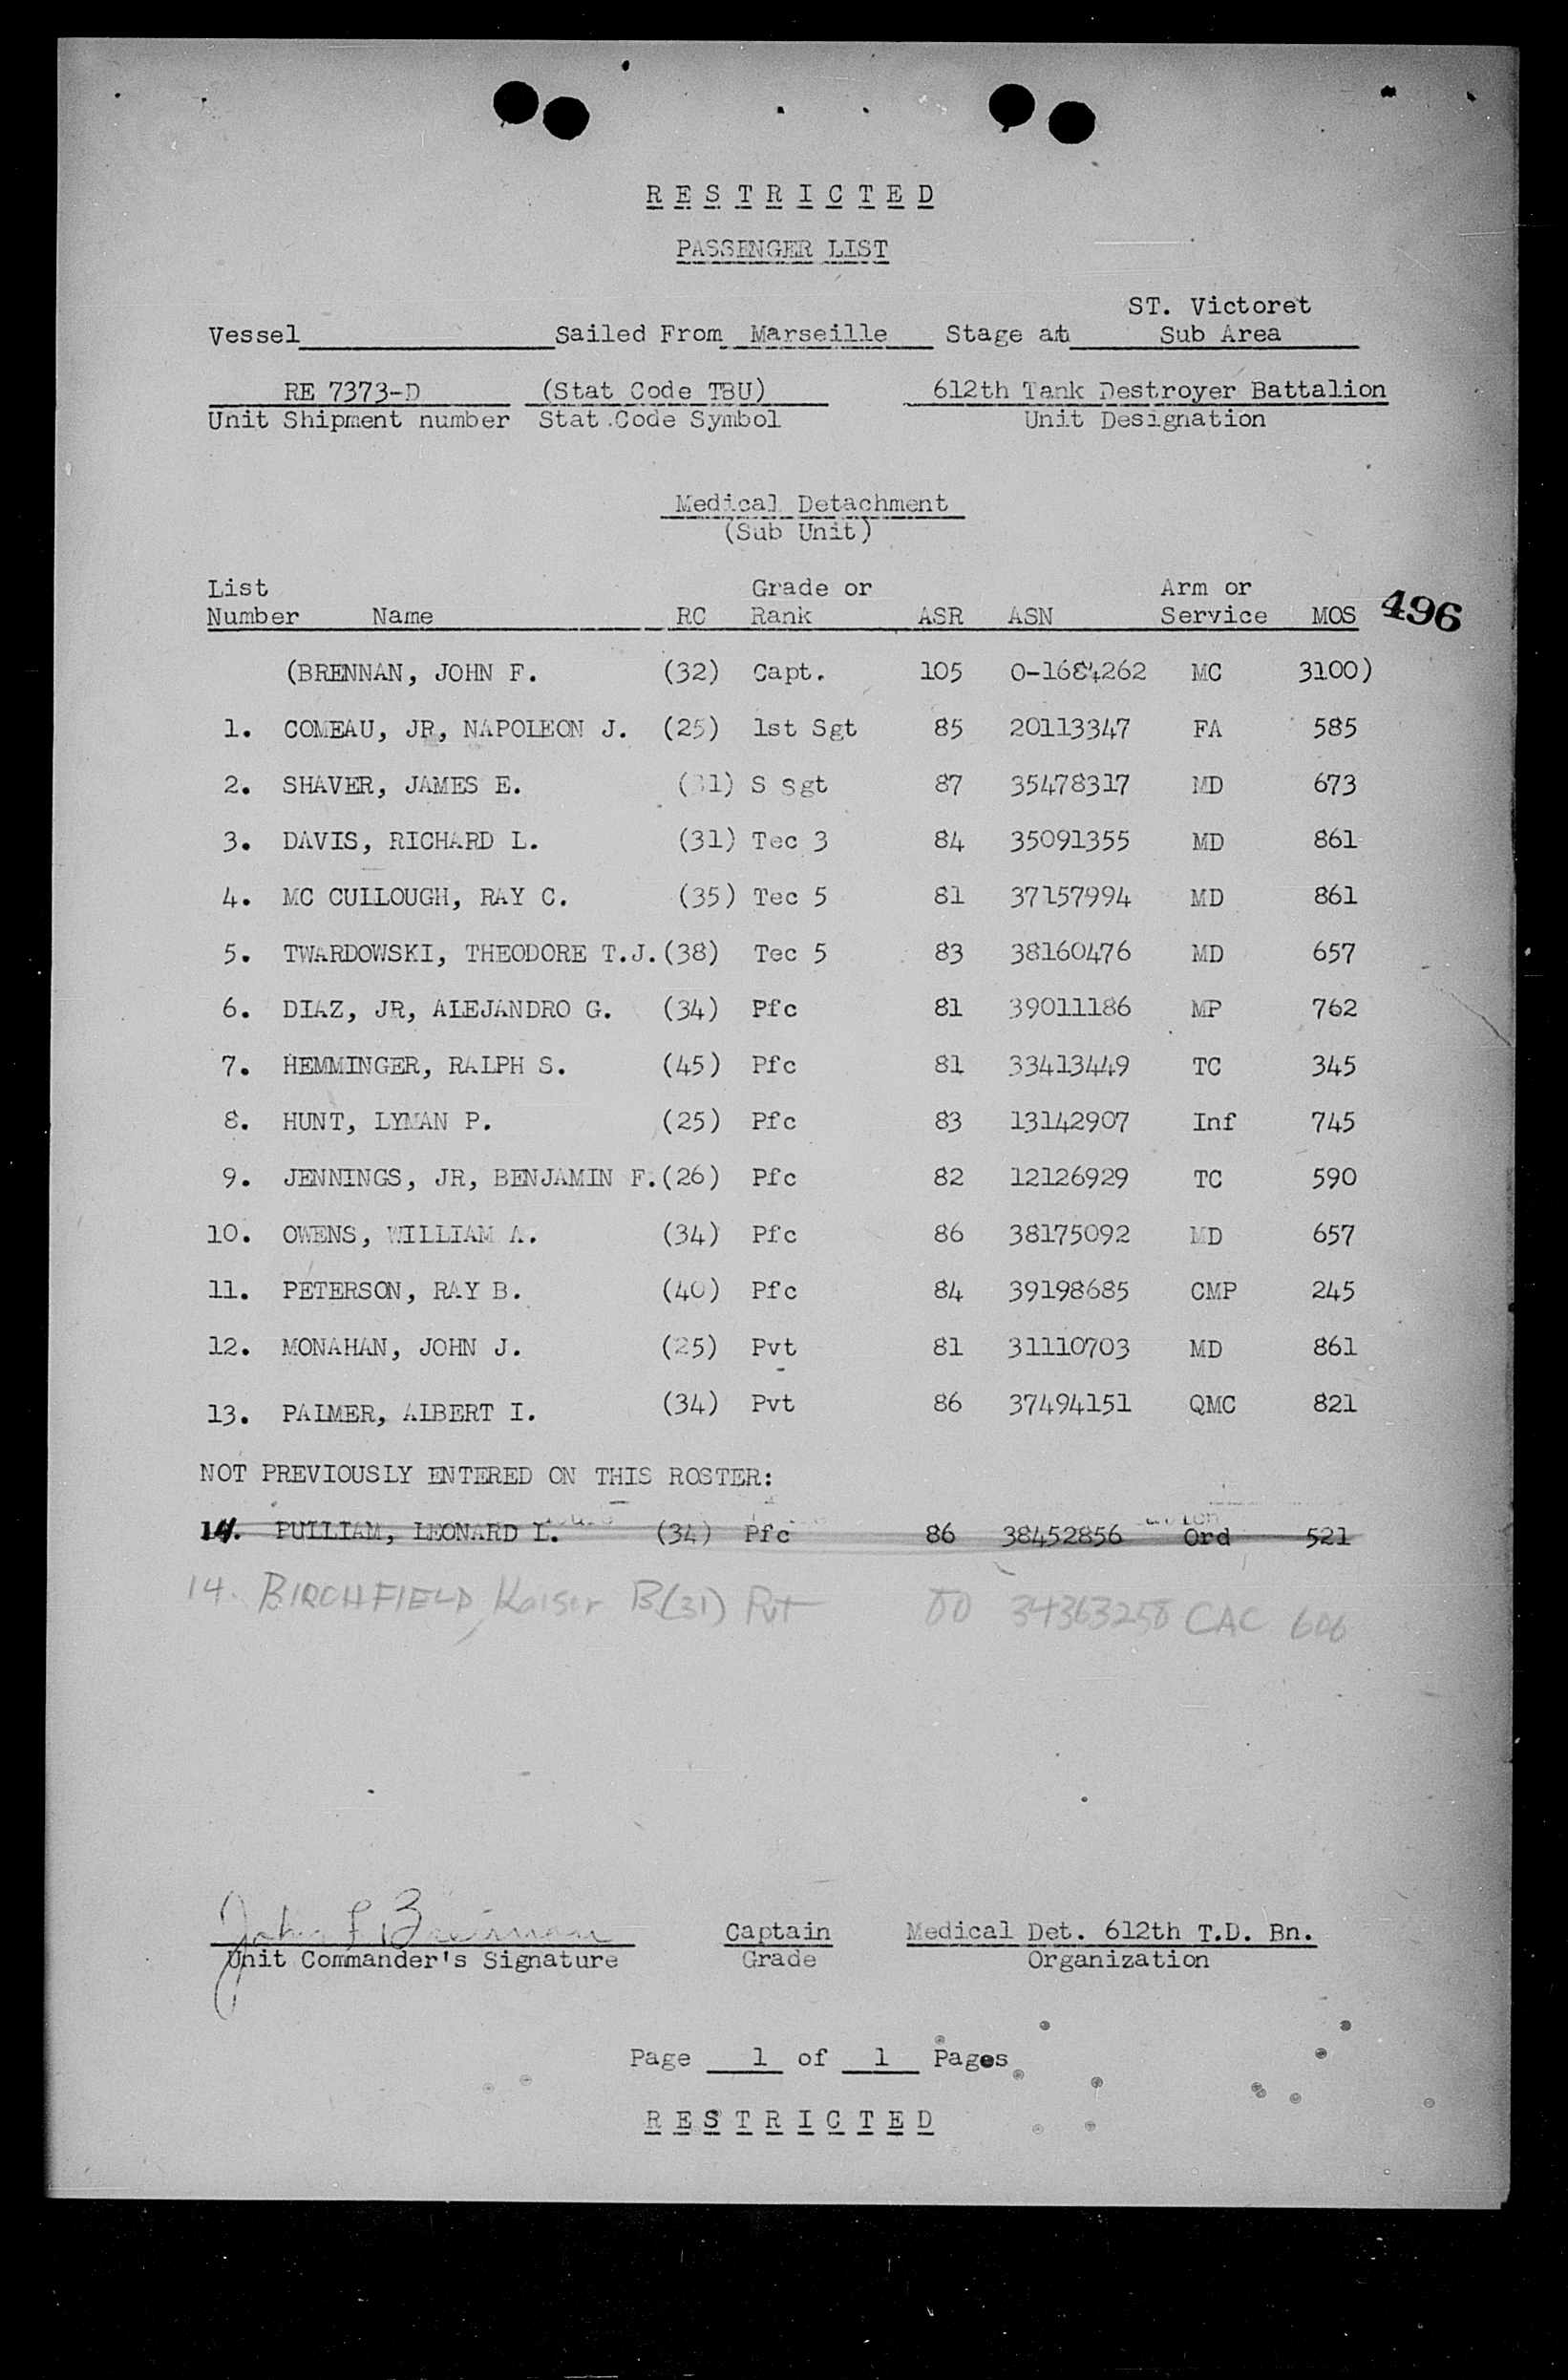 R E S T R I C T E D
PASSENGER LIST
ST. Victoret
Vessel Sailed From Marseille Stage at Sub Area
RE 7373-D (Stat Code TBU) 612th Tank Destroyer Battalion
Unit Shipment number Stat.Code Symbol Unit Designation
Medical Detachment
(Sub Unit)
List Grade or Arm or
Number Name RC Rank ASR ASN Service MOS 496
(BRENNAN, JOHN F. (32) Capt. 105 0-1684262 MC 3100)
1. COMEAU, JR, NAPOLEON J. (25) 1st Sgt 85 20113347 FA 585
2. SHAVER, JAMES E. (31) S Sgt 87 35478317 MD 673
3. DAVIS, RICHARD L. (31) Tec 3 84 35091355 MD 861
4. MC CULLOUGH, RAY C. (35) Tec 5 81 37157994 MD 861
5. TWARDOWSKI, THEODORE T.J. (38) Tec 5 83 38160476 MD 657
6. DIAZ, JR, ALEJANDRO G. (34) Pfc 81 39011186 MP 762
7. HEMMINGER, RALPH S. (45) Pfc 81 33413449 TC 345
8. HUNT, LYMAN P. (25) Pfc 83 13142907 Inf 745
9. JENNINGS, JR, BENJAMIN F. (26) Pfc 82 12126929 TC 590
10. OWENS, WILLIAM A. (34) Pfc 86 38175092 MD 657
11. PETERSON, RAY B. (40) Pfc 84 39198685 CMP 245
12. MONAHAN, JOHN J. (25) Pvt 81 31110703 MD 861
13. PALMER, ALBERT I. (34) Pvt 86 37494151 QMC 821
NOT PREVIOUSLY ENTERED ON THIS ROSTER:
14. PULLIAM, LEONARD L. (34) Pfc 86 38452856 Ord 521
14. BIRCHFIELD, Kaiser B (31) Pvt 80 34363258 CAC 606
John F Brennan Captain Medical Det. 612th T.D. Bn.
Unit Commander's Signature Grade Organization
Page 1 of 1 Pages
R E S T R I C T E D